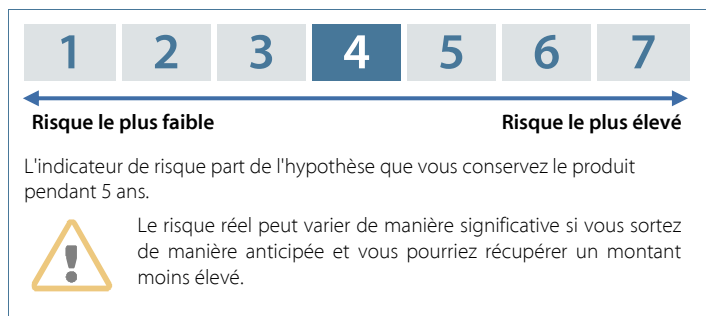 1 2 3 4 5 6 7
Risque le plus faible Risque le plus élevé
L'indicateur de risque part de l'hypothèse que vous conservez le produit
pendant 5 ans.
Le risque réel peut varier de manière significative si vous sortez
de manière anticipée et vous pourriez récupérer un montant
moins élevé.